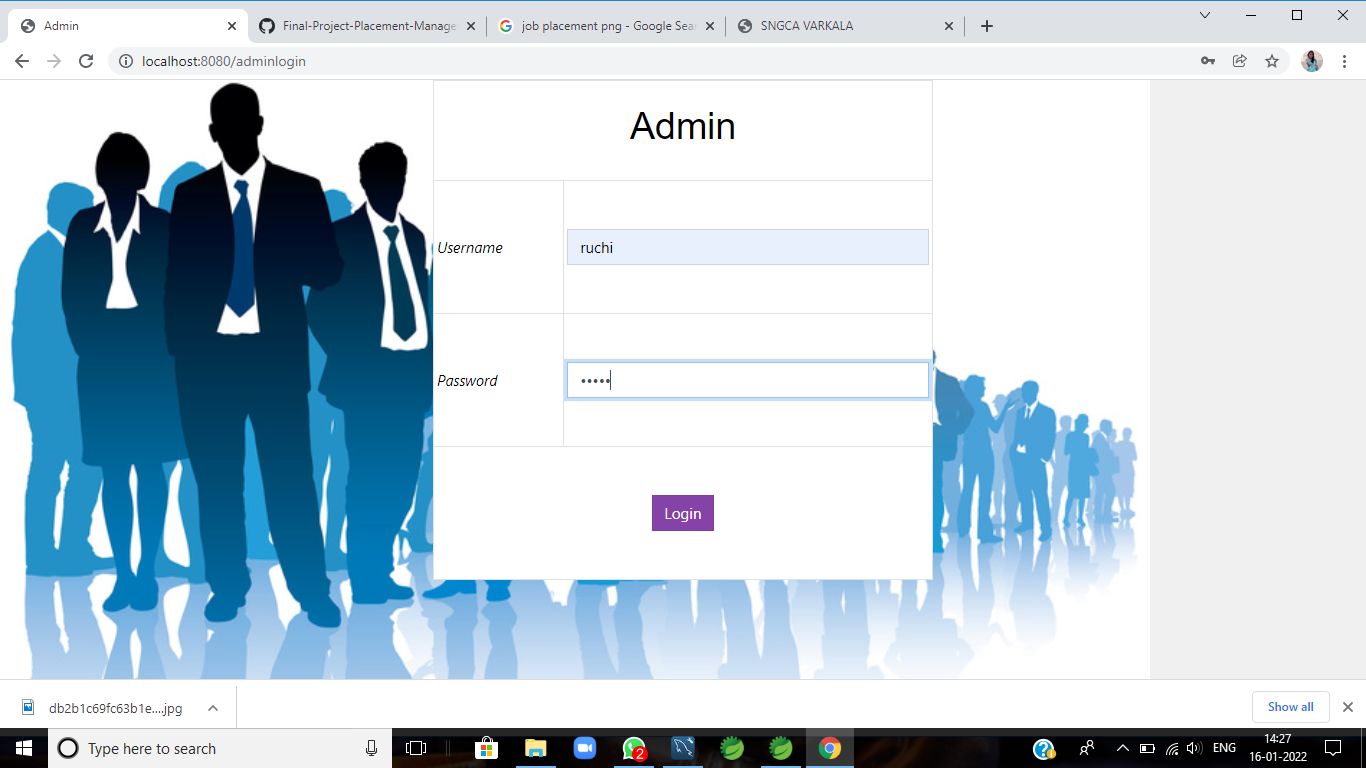 Admin
Final-Project-Placement-Manage
job placement png - Google Sear
SNGCA VARKALA
localhost:8080/adminlogin
Admin
Username
ruchi
Password
•••••
Login
db2b1c69fc63b1e....jpg
Show all
Type here to search
2
ENG
14:27
16-01-2022